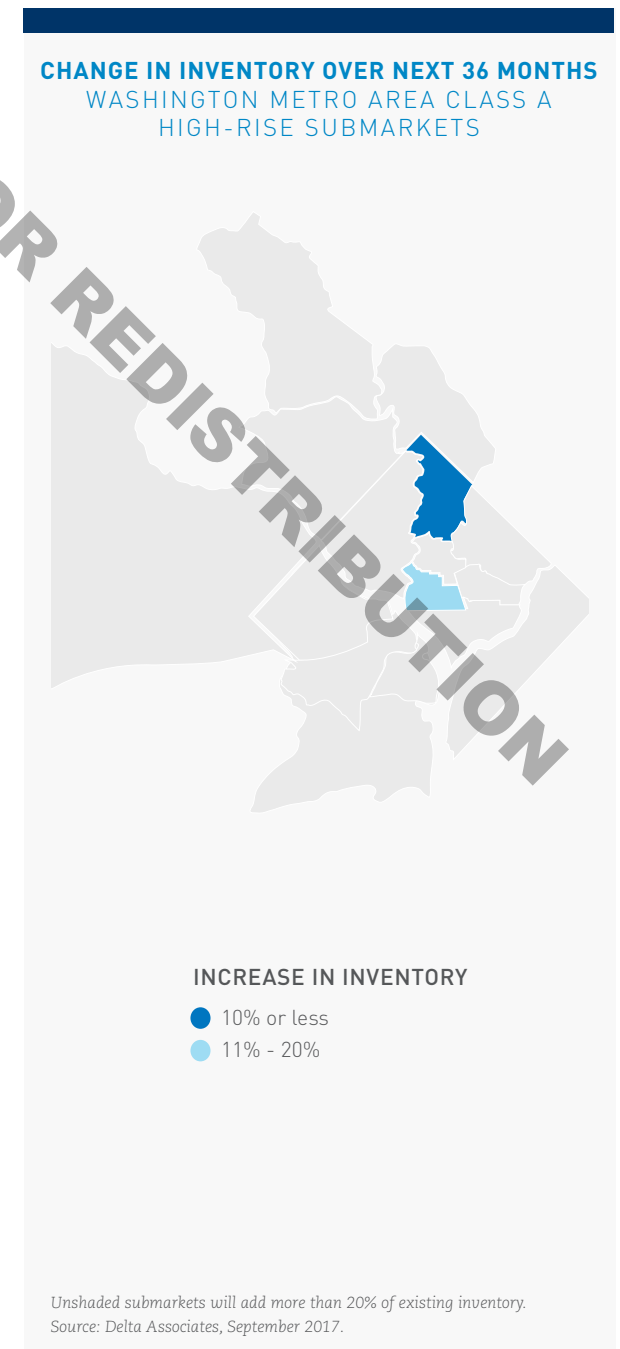 CHANGE IN INVENTORY OVER NEXT 36 MONTHS
WASHINGTON METRO AREA CLASS A
HIGH-RISE SUBMARKETS
REDISTRIBUTION
INCREASE IN INVENTORY
10% or less
11% - 20%
Unshaded submarkets will add more than 20% of existing inventory.
Source: Delta Associates, September 2017.